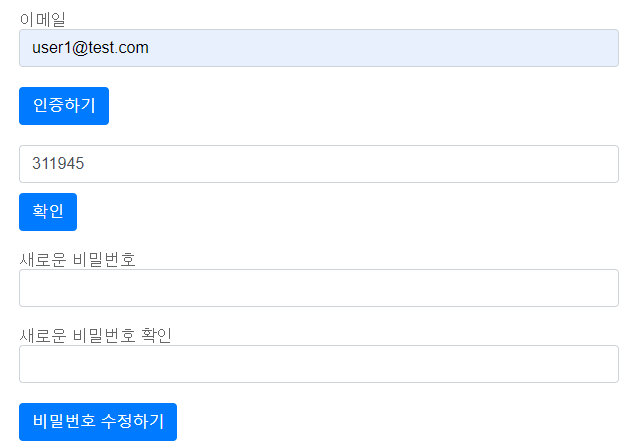 이메일
user1@test.com
인증하기
311945
확인
새로운 비밀번호
새로운 비밀번호 확인
비밀번호 수정하기